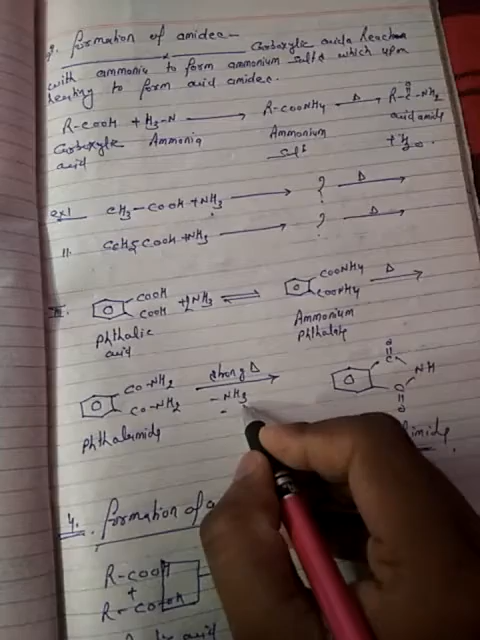 formation of amides -
Carboxylic acids reaction
with ammonia to form ammonium salts which upon
heating to form acid amides.
R-COOH + H3-N → R-COONH4 Δ→ R-C-NH2
O
Carboxylic Ammonia Ammonium acid amide
acid salt + H2O
ex1 CH3-COOH + NH3 → ? Δ→
II. C6H5COOH + NH3 → ? Δ→
III. COOH + 2NH3 ⇌ COONH4 Δ→
COOH COONH4
Phthalic Ammonium
acid Phthalate
CO-NH2 strong Δ→ C NH
CO-NH2 -NH3 C
O
O
Phthalamide imide
4. formation of a
R-COOH
+
R-COOH
acid